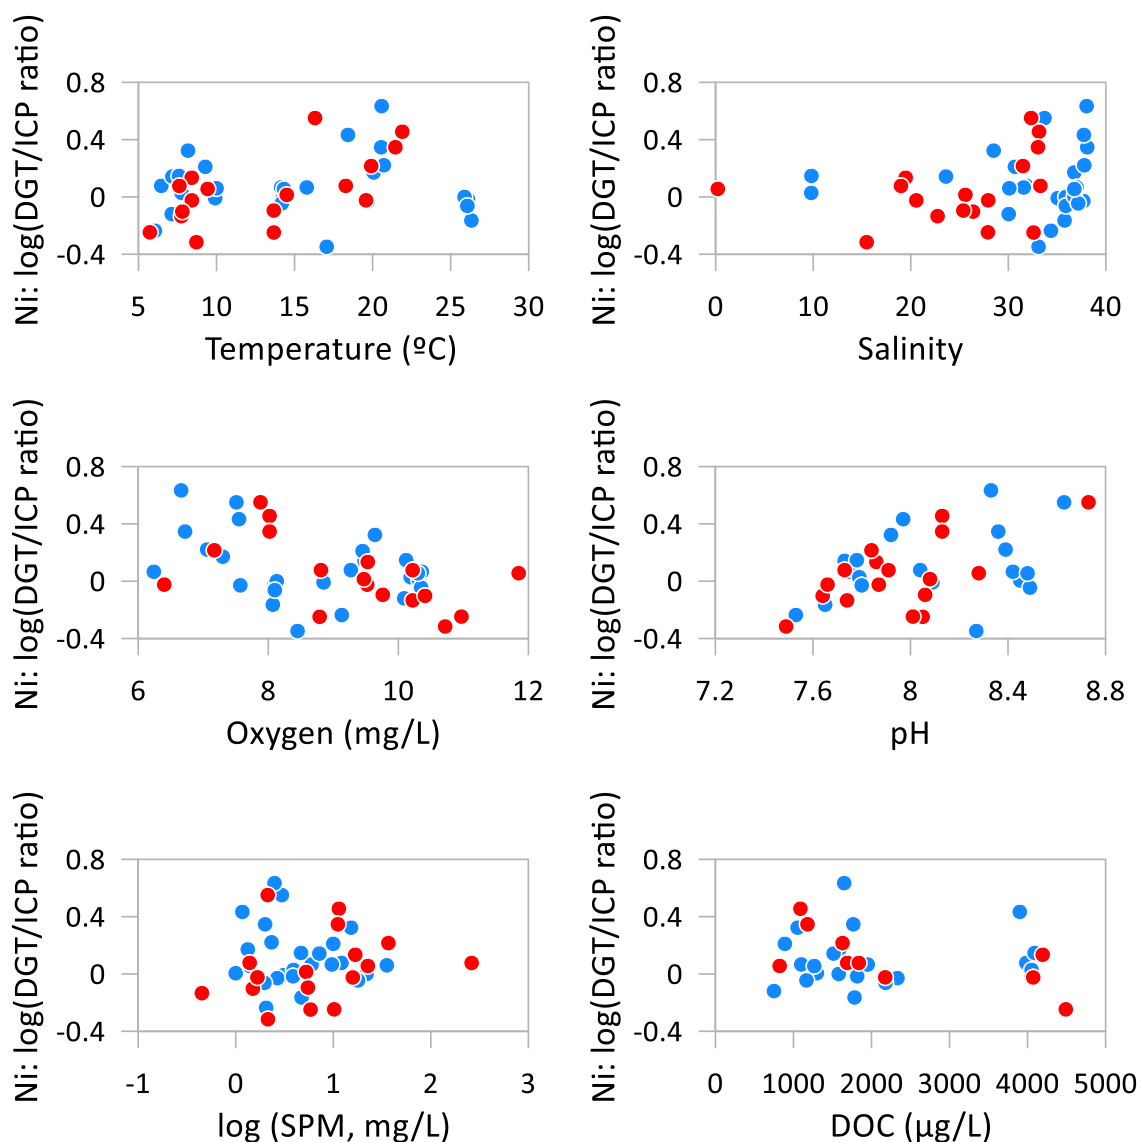 Ni: log(DGT/ICP ratio)
0.8
0.4
0
-0.4
5 10 15 20 25 30
Temperature (ºC)
Ni: log(DGT/ICP ratio)
0.8
0.4
0
-0.4
0 10 20 30 40
Salinity
Ni: log(DGT/ICP ratio)
0.8
0.4
0
-0.4
6 8 10 12
Oxygen (mg/L)
Ni: log(DGT/ICP ratio)
0.8
0.4
0
-0.4
7.2 7.6 8 8.4 8.8
pH
Ni: log(DGT/ICP ratio)
0.8
0.4
0
-0.4
-1 0 1 2 3
log (SPM, mg/L)
Ni: log(DGT/ICP ratio)
0.8
0.4
0
-0.4
0 1000 2000 3000 4000 5000
DOC (µg/L)